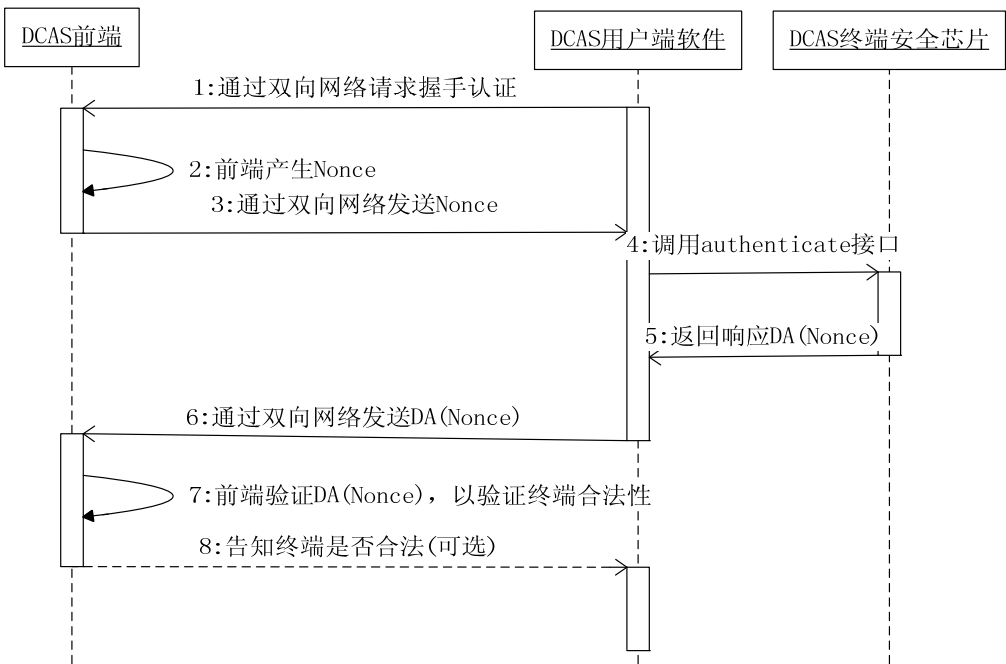 DCAS前端
DCAS用户端软件
DCAS终端安全芯片
1:通过双向网络请求握手认证
2:前端产生Nonce
3:通过双向网络发送Nonce
4:调用authenticate接口
5:返回响应DA(Nonce)
6:通过双向网络发送DA(Nonce)
7:前端验证DA(Nonce), 以验证终端合法性
8:告知终端是否合法(可选)